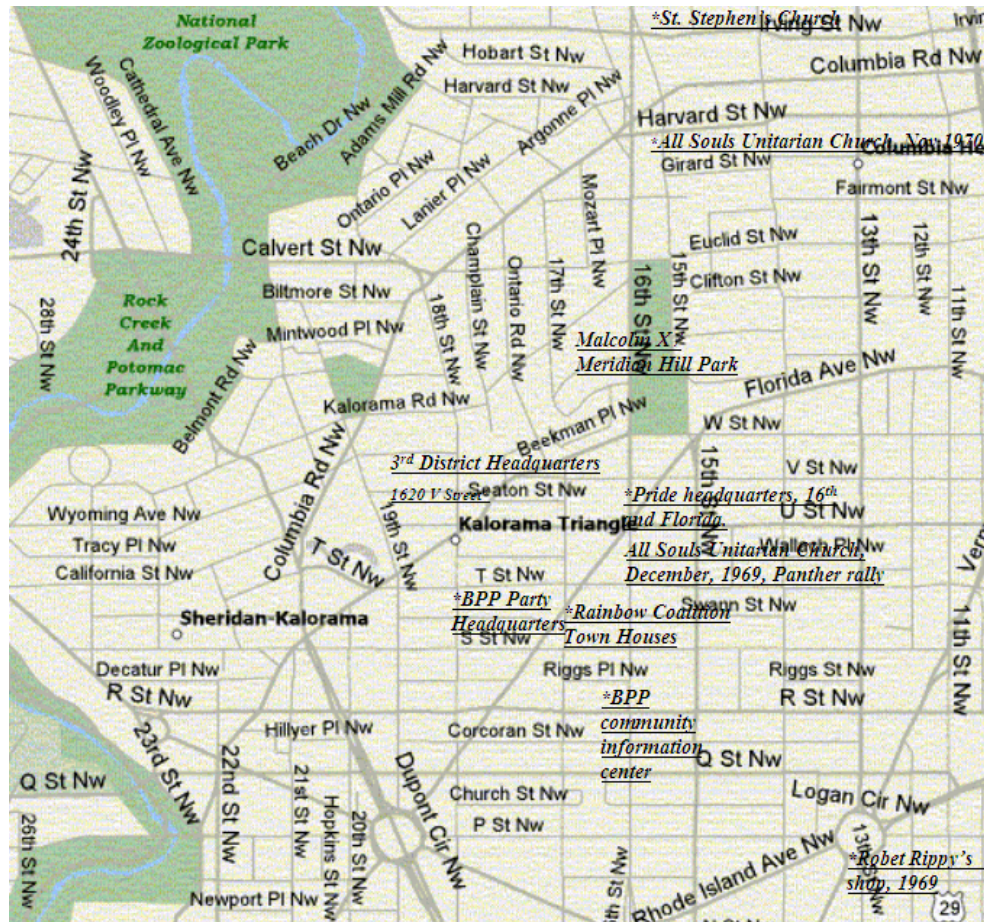 *St. Stephen's Church
Irving St Nw
Irvin
National
Zoological Park
Hobart St Nw
Columbia Rd Nw
Woodley Pl Nw
Cathedral Ave Nw
Beach Dr Nw
Adams Mill Rd Nw
Harvard St Nw
Argonne Pl Nw
Harvard St Nw
*All Souls Unitarian Church, Nov 1970
Columbia He
Girard St Nw
24th St Nw
Ontario Pl Nw
Lanier Pl Nw
Mozart Pl Nw
Fairmont St Nw
Calvert St Nw
Champlain St Nw
Ontario Rd Nw
17th St Nw
16th St Nw
15th St Nw
Euclid St Nw
13th St Nw
12th St Nw
11th St Nw
Clifton St Nw
28th St Nw
Rock
Creek
And
Potomac
Parkway
Biltmore St Nw
18th St Nw
Mintwood Pl Nw
Malcolm X
Meridian Hill Park
Belmont Rd Nw
Florida Ave Nw
Kalorama Rd Nw
Beekman Pl Nw
W St Nw
Columbia Rd Nw
3rd District Headquarters
1620 V Street
15th St Nw
V St Nw
Seaton St Nw
*Pride headquarters, 16th
and Florida.
U St Nw
Wyoming Ave Nw
19th St Nw
Kalorama Triangle
Tracy Pl Nw
T St Nw
Wallach Pl Nw
Vern
California St Nw
T St Nw
All Souls Unitarian Church,
December, 1969, Panther rally
*BPP Party
Headquarters
*Rainbow Coalition
Town Houses
Swann St Nw
Sheridan-Kalorama
S St Nw
11th St Nw
Decatur Pl Nw
Riggs Pl Nw
Riggs St Nw
R St Nw
R St Nw
*BPP
community
information
center
23rd St Nw
Hillyer Pl Nw
Corcoran St Nw
Q St Nw
Q St Nw
22nd St Nw
21st St Nw
Hopkins St Nw
20th St Nw
Dupont Cir Nw
Church St Nw
Logan Cir Nw
26th St Nw
P St Nw
13th St Nw
Rhode Island Ave Nw
*Robet Rippy's
shop, 1969
Newport Pl Nw
29